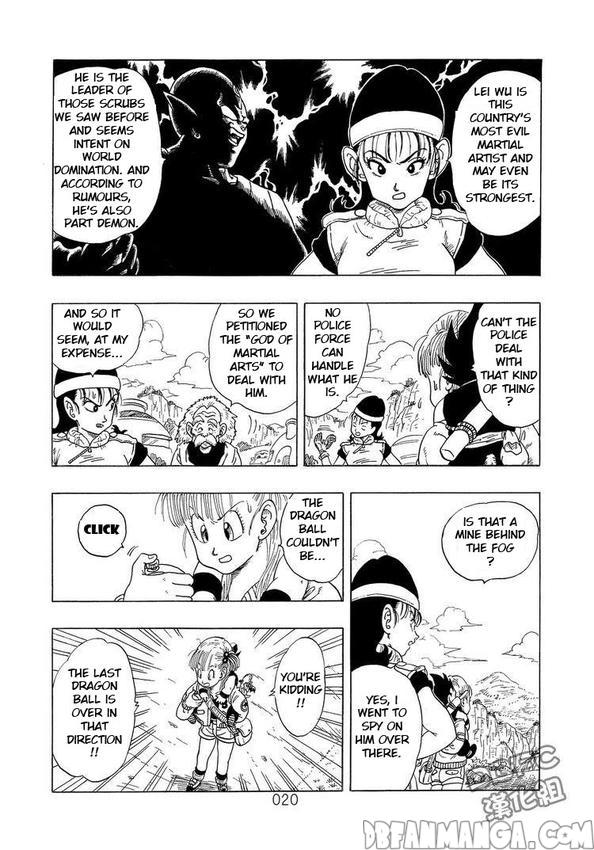 LEI WU IS
THIS
COUNTRY'S
MOST EVIL
MARTIAL
ARTIST AND
MAY EVEN
BE ITS
STRONGEST.
HE IS THE
LEADER OF
THOSE SCRUBS
WE SAW BEFORE
AND SEEMS
INTENT ON
WORLD
DOMINATION. AND
ACCORDING TO
RUMOURS,
HE'S ALSO
PART DEMON.
CAN'T THE
POLICE
DEAL WITH
THAT KIND
OF THING
?
NO
POLICE
FORCE
CAN
HANDLE
WHAT HE
IS.
SO WE
PETITIONED
THE "GOD OF
MARTIAL
ARTS" TO
DEAL WITH
HIM.
AND SO IT
WOULD
SEEM, AT MY
EXPENSE...
IS THAT A
MINE BEHIND
THE FOG
?
YES, I
WENT TO
SPY ON
HIM OVER
THERE.
THE
DRAGON
BALL
COULDN'T
BE...
CLICK
YOU'RE
KIDDING
!!
THE LAST
DRAGON
BALL IS
OVER IN
THAT
DIRECTION
!!
020
漢化組
DBFANMANGA.COM